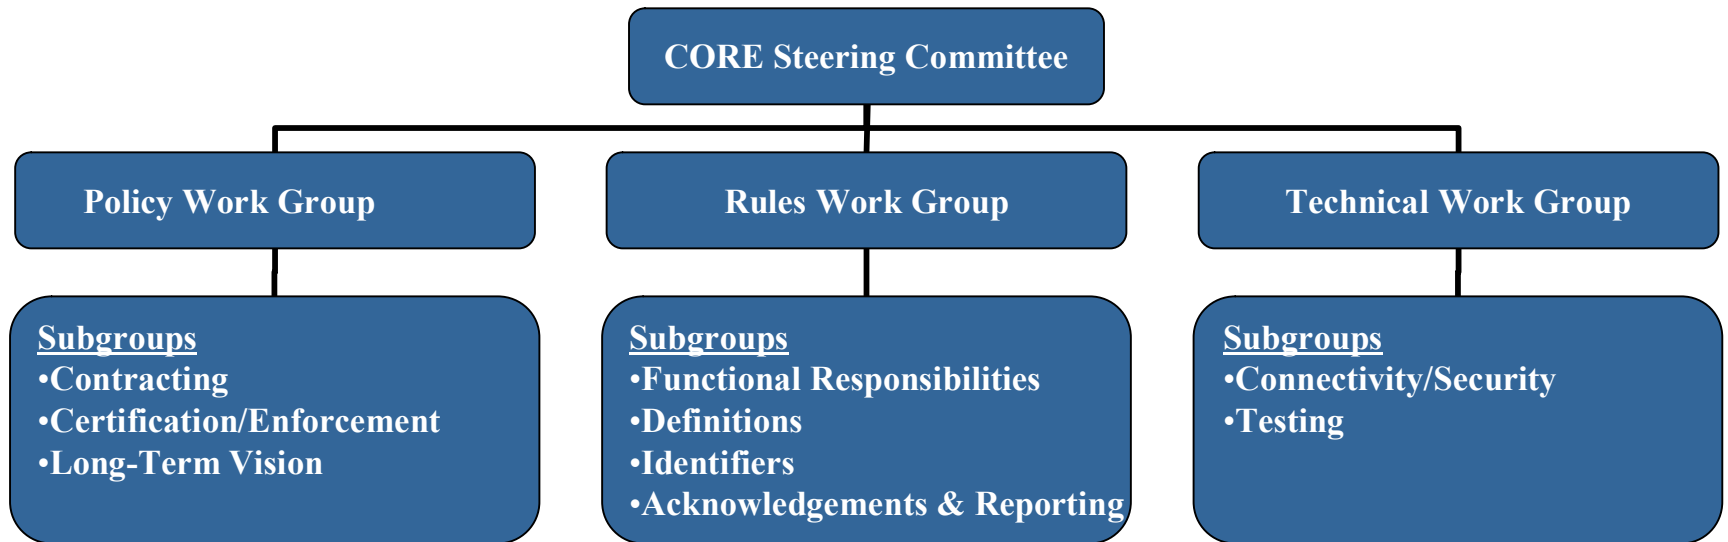 CORE Steering Committee
Policy Work Group
Rules Work Group
Technical Work Group
Subgroups
•Contracting
•Certification/Enforcement
•Long-Term Vision
Subgroups
•Functional Responsibilities
•Definitions
•Identifiers
•Acknowledgements & Reporting
Subgroups
•Connectivity/Security
•Testing